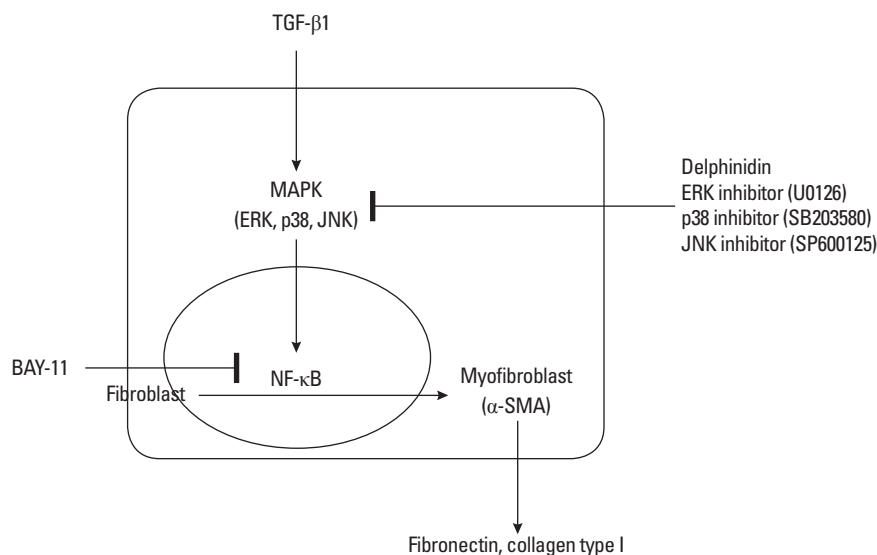 TGF-β1
MAPK
(ERK, p38, JNK)
Delphinidin
ERK inhibitor (U0126)
p38 inhibitor (SB203580)
JNK inhibitor (SP600125)
BAY-11
NF-κB
Fibroblast
Myofibroblast
(α-SMA)
Fibronectin, collagen type I